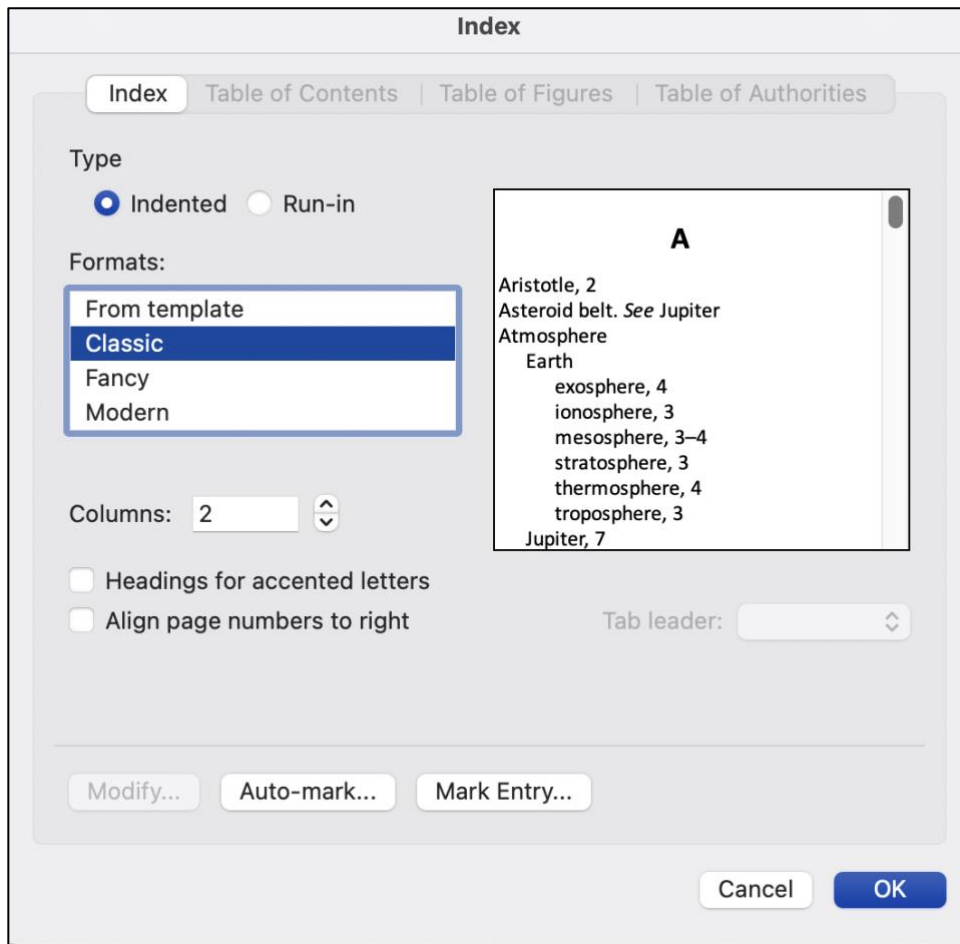 Index
Index | Table of Contents | Table of Figures | Table of Authorities
Type
Indented Run-in
Formats:
From template
Classic
Fancy
Modern
Columns: 2
Headings for accented letters
Align page numbers to right
A
Aristotle, 2
Asteroid belt. See Jupiter
Atmosphere
Earth
exosphere, 4
ionosphere, 3
mesosphere, 3–4
stratosphere, 3
thermosphere, 4
troposphere, 3
Jupiter, 7
Tab leader:
Modify... Auto-mark... Mark Entry...
Cancel OK